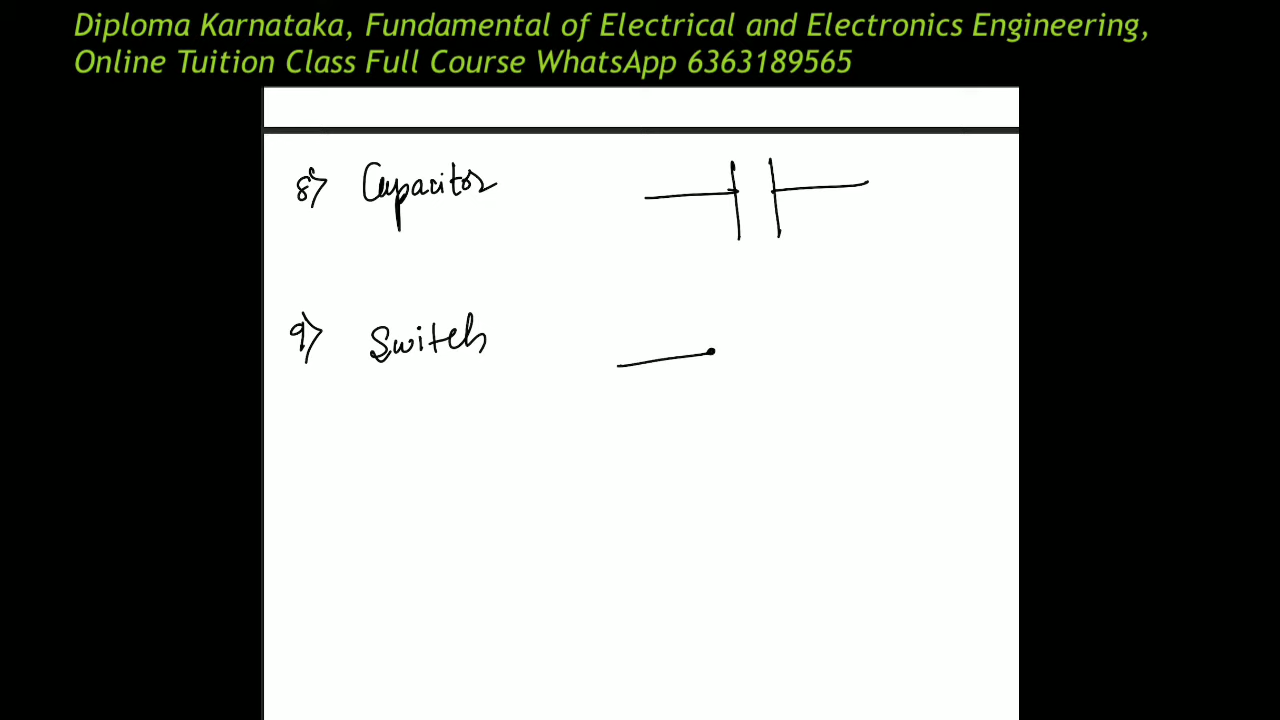 Diploma Karnataka, Fundamental of Electrical and Electronics Engineering,
Online Tuition Class Full Course WhatsApp 6363189565
8) Capacitor
9) Switch